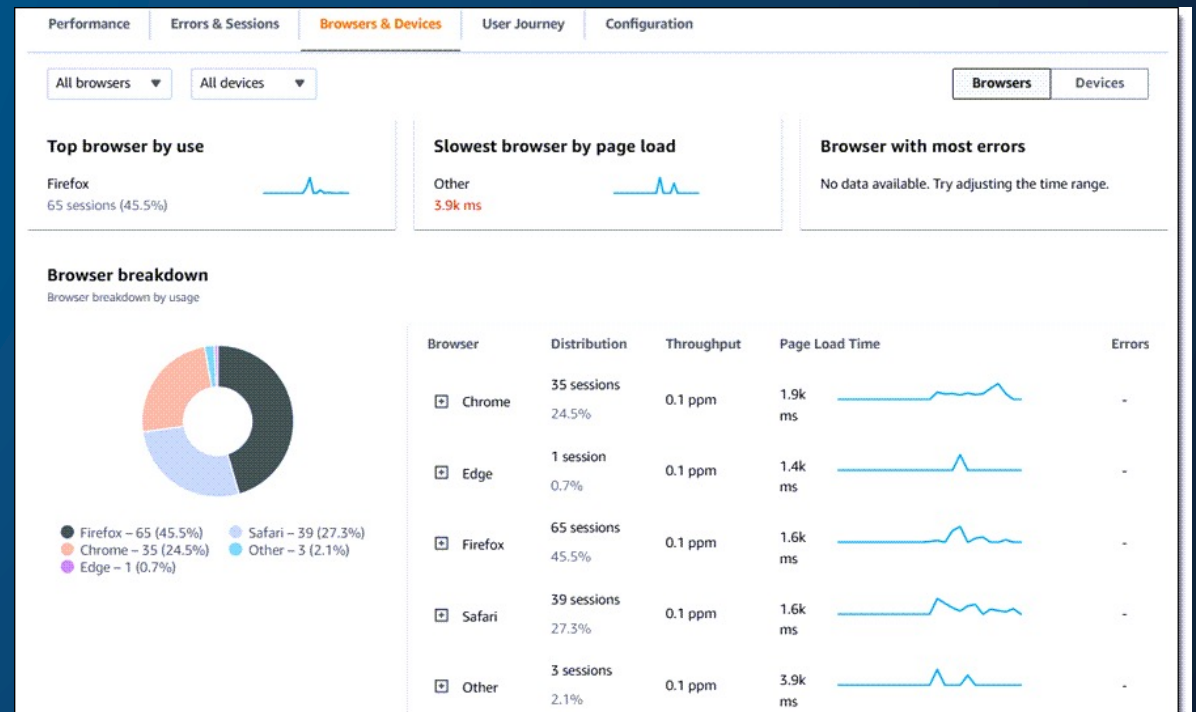 Performance Errors & Sessions Browsers & Devices User Journey Configuration
All browsers All devices Browsers Devices
Top browser by use
Firefox
65 sessions (45.5%)
Slowest browser by page load
Other
3.9k ms
Browser with most errors
No data available. Try adjusting the time range.
Browser breakdown
Browser breakdown by usage
Firefox – 65 (45.5%) Safari – 39 (27.3%)
Chrome – 35 (24.5%) Other – 3 (2.1%)
Edge – 1 (0.7%)
Browser Distribution Throughput Page Load Time Errors
Chrome 35 sessions 24.5% 0.1 ppm 1.9k ms -
Edge 1 session 0.7% 0.1 ppm 1.4k ms -
Firefox 65 sessions 45.5% 0.1 ppm 1.6k ms -
Safari 39 sessions 27.3% 0.1 ppm 1.6k ms -
Other 3 sessions 2.1% 0.1 ppm 3.9k ms -